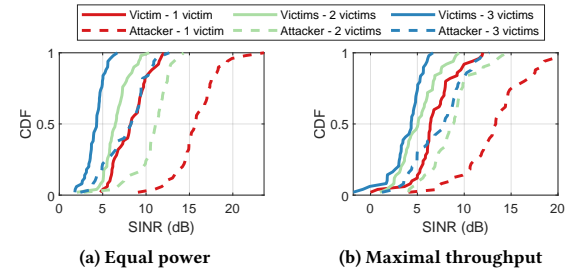 Victim - 1 victim Victims - 2 victims Victims - 3 victims
Attacker - 1 victim Attacker - 2 victims Attacker - 3 victims
1
0.5
0
CDF
0 5 10 15 20
SINR (dB)
(a) Equal power
1
0.5
0
CDF
0 5 10 15 20
SINR (dB)
(b) Maximal throughput